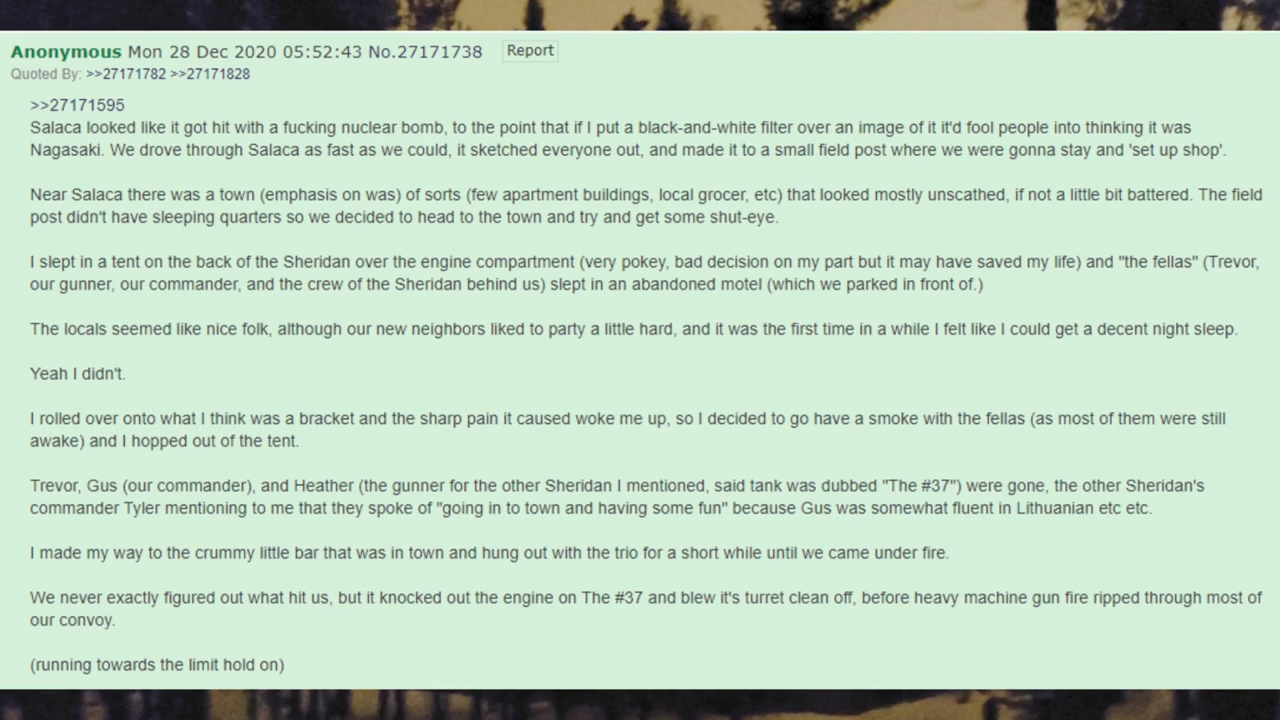 Anonymous Mon 28 Dec 2020 05:52:43 No.27171738 Report
Quoted By: >>27171782 >>27171828
>>27171595
Salaca looked like it got hit with a fucking nuclear bomb, to the point that if I put a black-and-white filter over an image of it it'd fool people into thinking it was
Nagasaki. We drove through Salaca as fast as we could, it sketched everyone out, and made it to a small field post where we were gonna stay and 'set up shop'.
Near Salaca there was a town (emphasis on was) of sorts (few apartment buildings, local grocer, etc) that looked mostly unscathed, if not a little bit battered. The field
post didn't have sleeping quarters so we decided to head to the town and try and get some shut-eye.
I slept in a tent on the back of the Sheridan over the engine compartment (very pokey, bad decision on my part but it may have saved my life) and "the fellas" (Trevor,
our gunner, our commander, and the crew of the Sheridan behind us) slept in an abandoned motel (which we parked in front of.)
The locals seemed like nice folk, although our new neighbors liked to party a little hard, and it was the first time in a while I felt like I could get a decent night sleep.
Yeah I didn't.
I rolled over onto what I think was a bracket and the sharp pain it caused woke me up, so I decided to go have a smoke with the fellas (as most of them were still
awake) and I hopped out of the tent.
Trevor, Gus (our commander), and Heather (the gunner for the other Sheridan I mentioned, said tank was dubbed "The #37") were gone, the other Sheridan's
commander Tyler mentioning to me that they spoke of "going in to town and having some fun" because Gus was somewhat fluent in Lithuanian etc etc.
I made my way to the crummy little bar that was in town and hung out with the trio for a short while until we came under fire.
We never exactly figured out what hit us, but it knocked out the engine on The #37 and blew it's turret clean off, before heavy machine gun fire ripped through most of
our convoy.
(running towards the limit hold on)